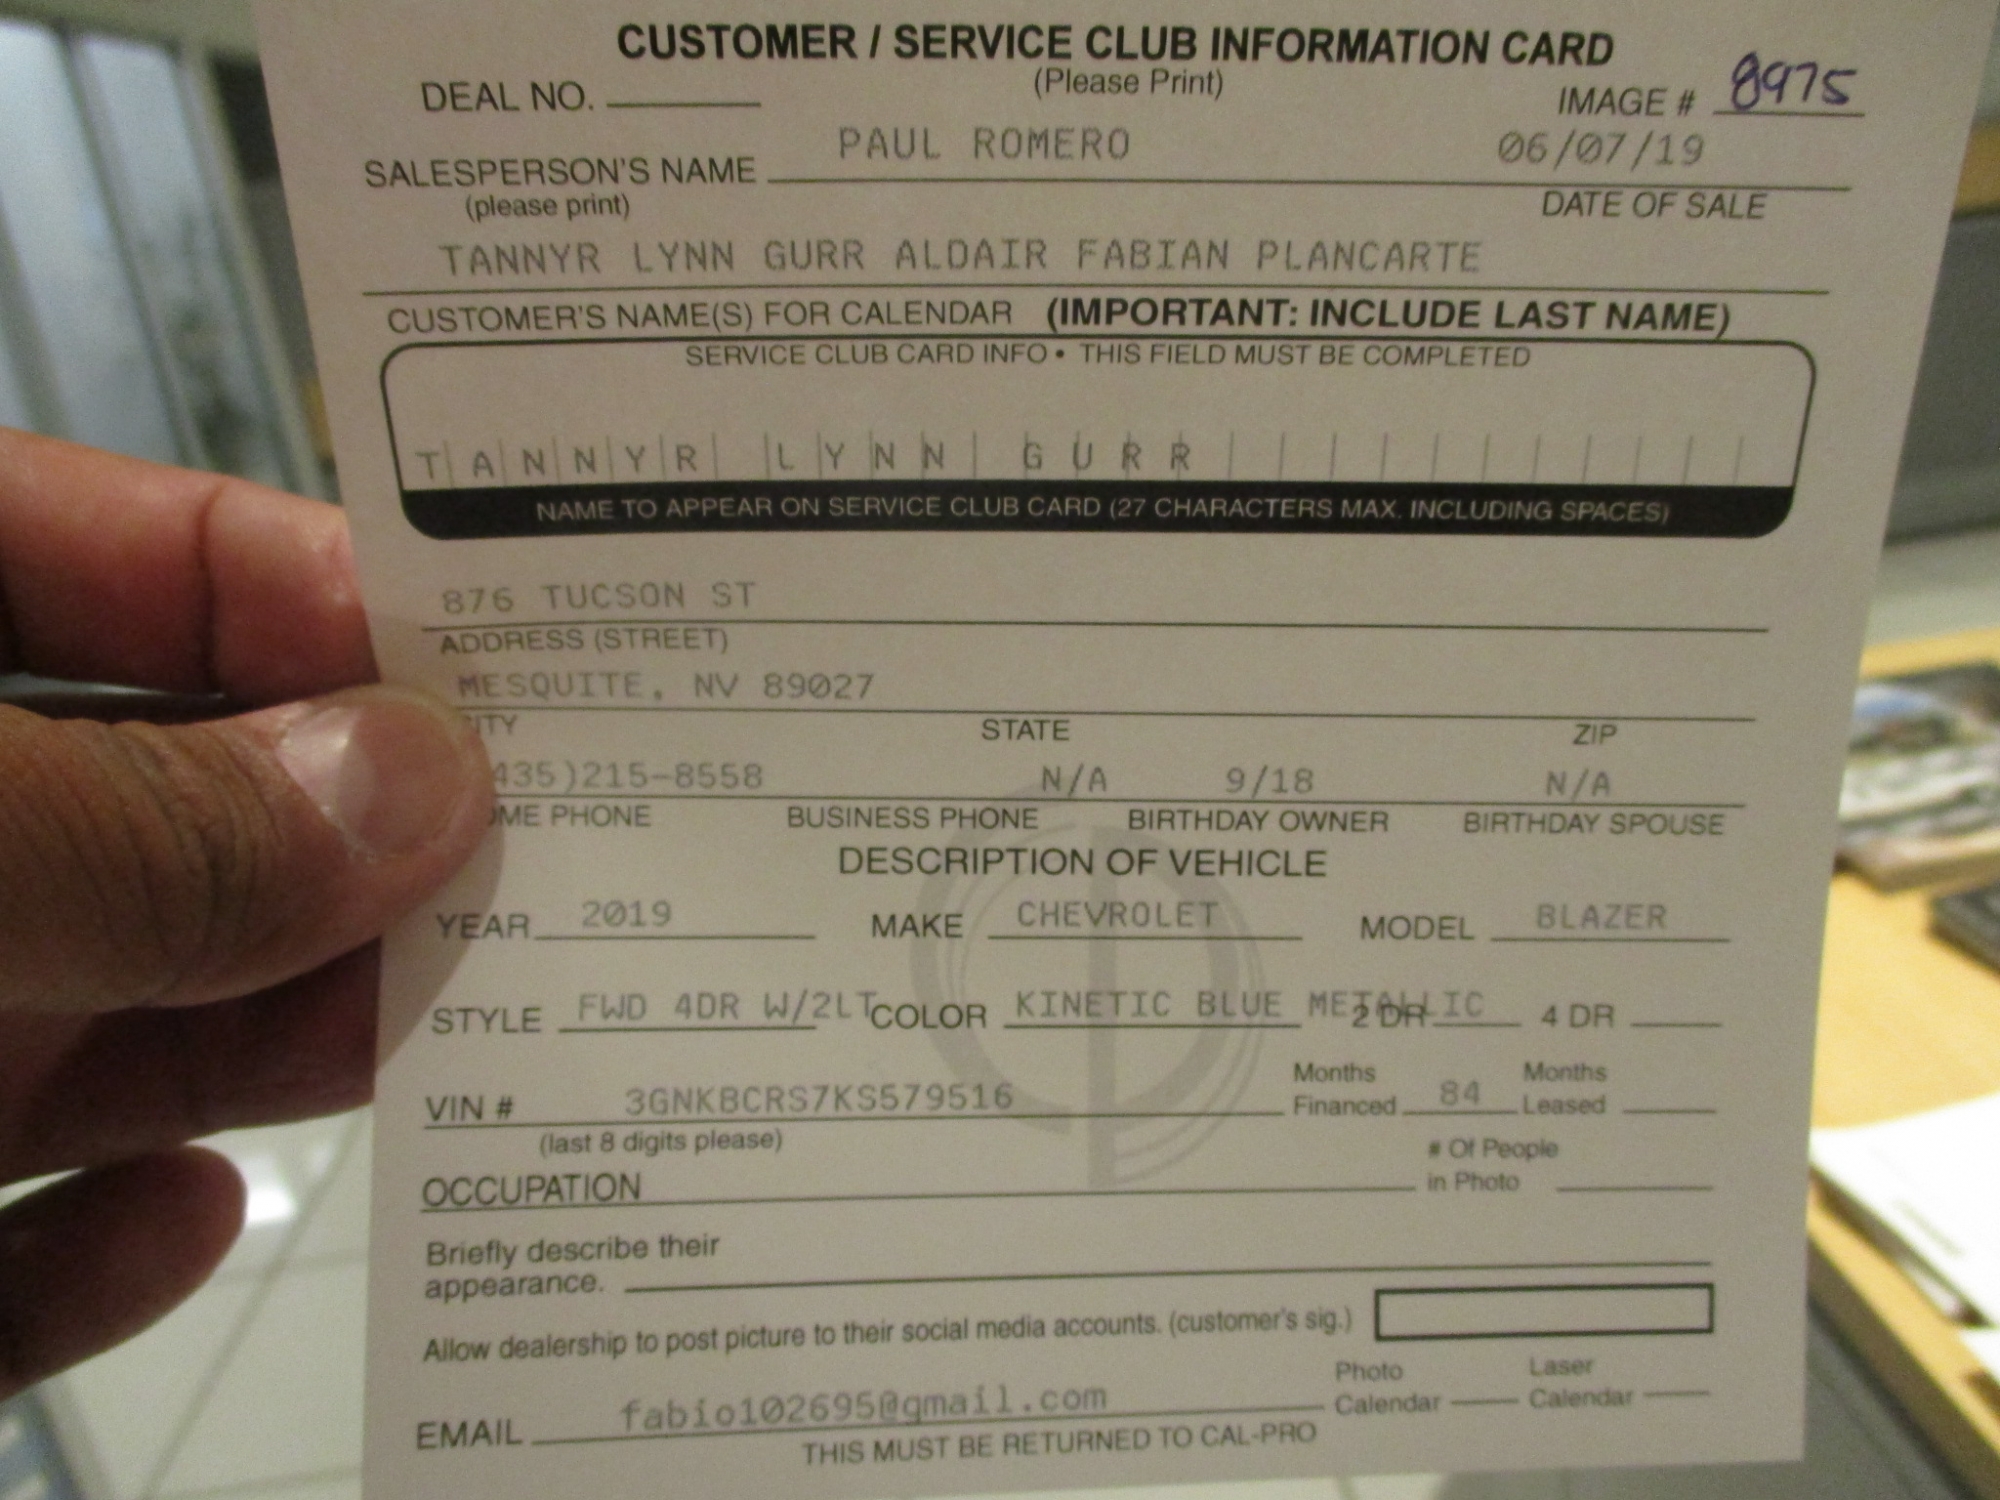 CUSTOMER / SERVICE CLUB INFORMATION CARD
(Please Print)
DEAL NO. IMAGE # 8975
SALESPERSON'S NAME PAUL ROMERO 06/07/19
(please print) DATE OF SALE
TANNYR LYNN GURR ALDAIR FABIAN PLANCARTE
CUSTOMER'S NAME(S) FOR CALENDAR (IMPORTANT: INCLUDE LAST NAME)
SERVICE CLUB CARD INFO • THIS FIELD MUST BE COMPLETED
TANNYR LYNN GURR
NAME TO APPEAR ON SERVICE CLUB CARD (27 CHARACTERS MAX. INCLUDING SPACES)
876 TUCSON ST
ADDRESS (STREET)
MESQUITE, NV 89027
ITY STATE ZIP
435)215-8558 N/A 9/18 N/A
OME PHONE BUSINESS PHONE BIRTHDAY OWNER BIRTHDAY SPOUSE
DESCRIPTION OF VEHICLE
YEAR 2019 MAKE CHEVROLET MODEL BLAZER
STYLE FWD 4DR W/2LT COLOR KINETIC BLUE METALLIC 2 DR 4 DR
VIN # 3GNKBCRS7KS579516 Months Financed 84 Months Leased
(last 8 digits please)
OCCUPATION # Of People in Photo
Briefly describe their
appearance.
Allow dealership to post picture to their social media accounts. (customer's sig.)
EMAIL fabio102695@gmail.com Photo Calendar Laser Calendar
THIS MUST BE RETURNED TO CAL-PRO